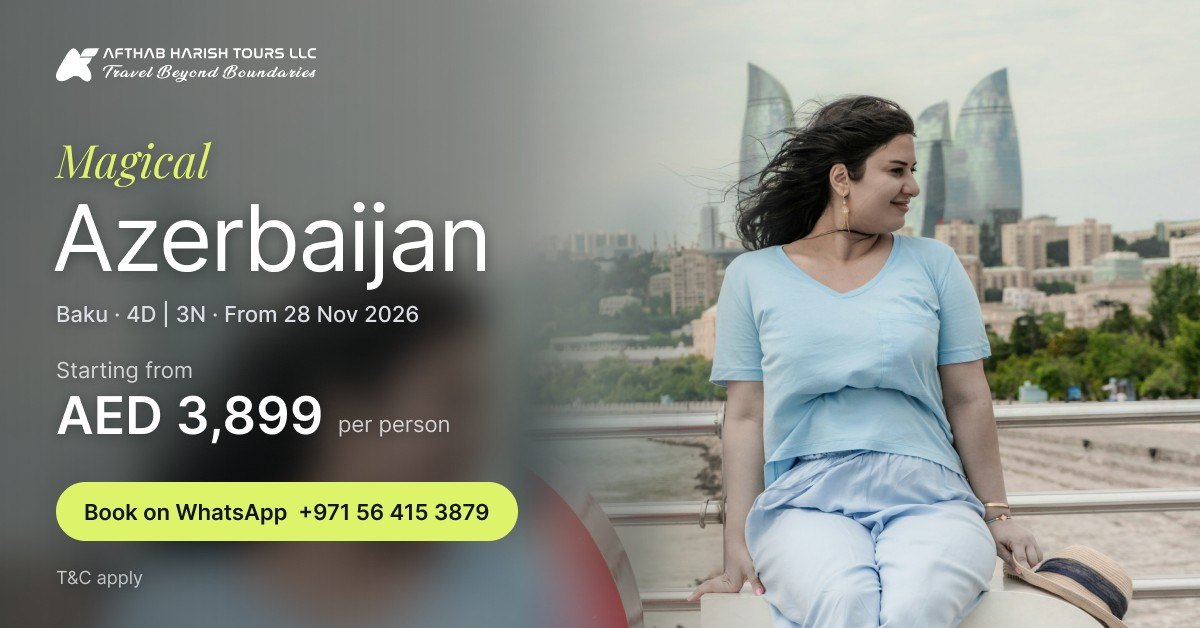 AFTHAB HARISH TOURS LLC
Travel Beyond Boundaries
Magical
Azerbaijan
Baku · 4D | 3N · From 28 Nov 2026
Starting from
AED 3,899 per person
Book on WhatsApp +971 56 415 3879
T&C apply